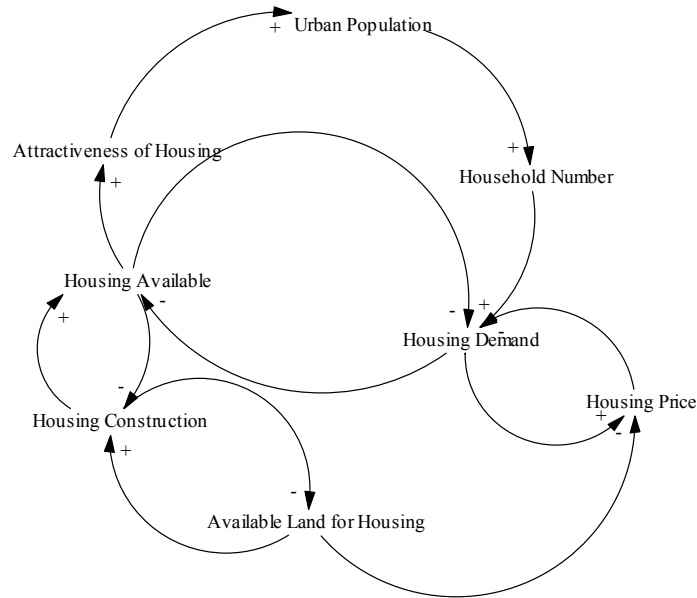 + Urban Population
Attractiveness of Housing
+
+
Household Number
Housing Available
-
+
- +
-
Housing Demand
-
Housing Price
+
-
Housing Construction
+
-
Available Land for Housing